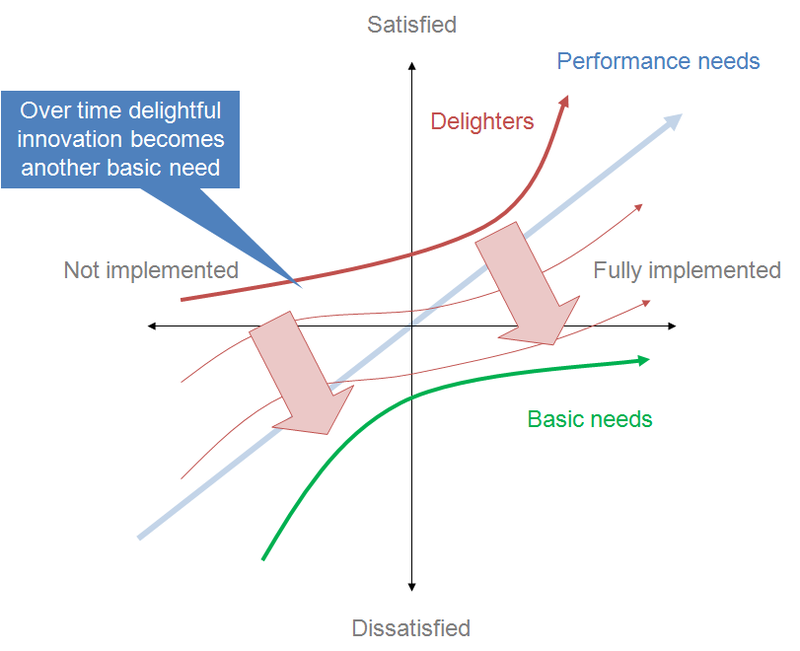 Satisfied
Performance needs
Over time delightful
innovation becomes
another basic need
Delighters
Not implemented
Fully implemented
Basic needs
Dissatisfied